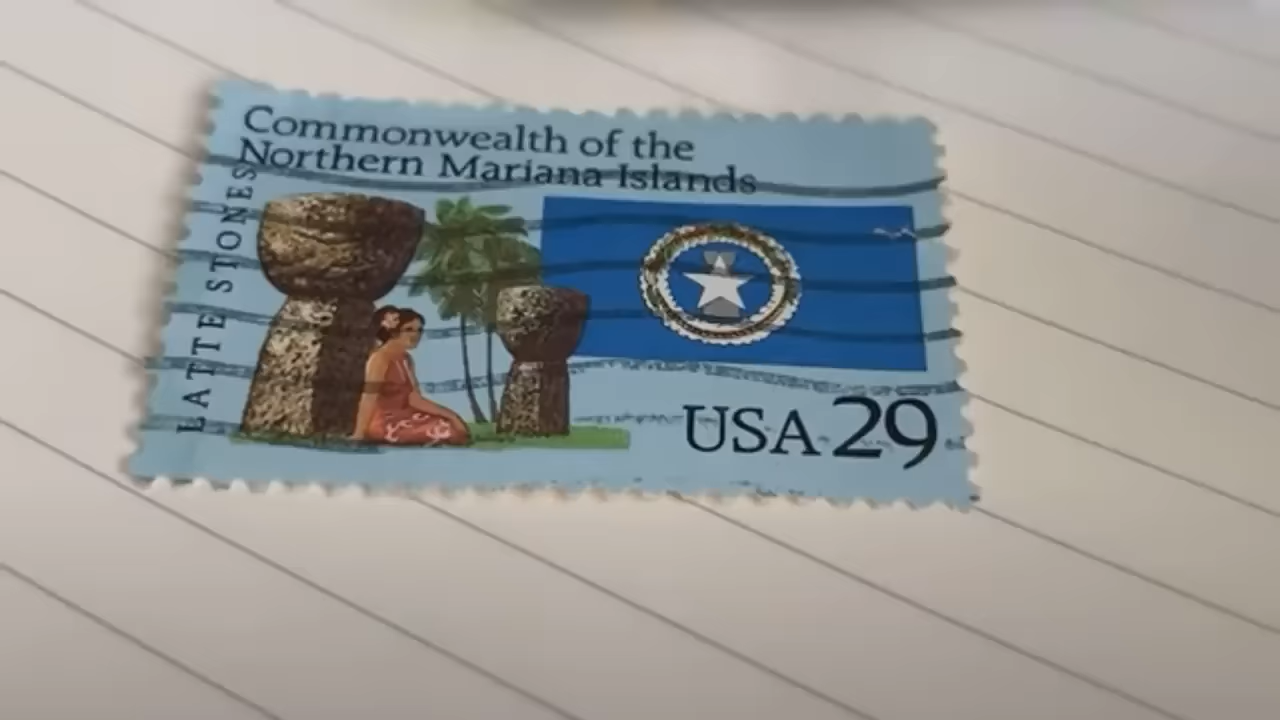 Commonwealth of the
Northern Mariana Islands
LATTE STONES
USA 29